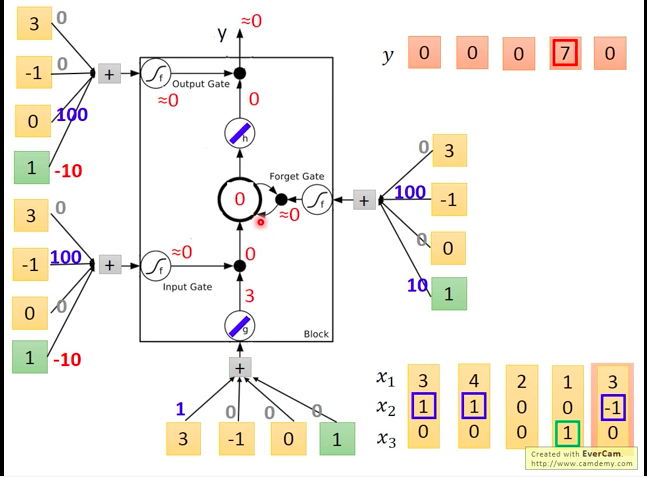 3 0
-1 0
0 100
1 -10
+
f
Output Gate
≈0
y ≈0
0
h
Forget Gate
0
≈0
f
+
0 3
100 -1
0 0
10 1
3 0
-1 100
0 0
1 -10
+
f
≈0
Input Gate
0
3
g
Block
+
1 0 0 0
3 -1 0 1
y 0 0 0 7 0
x₁ 3 4 2 1 3
x₂ 1 1 0 0 -1
x₃ 0 0 0 1 0
Created with EverCam.
http://www.camdemy.com